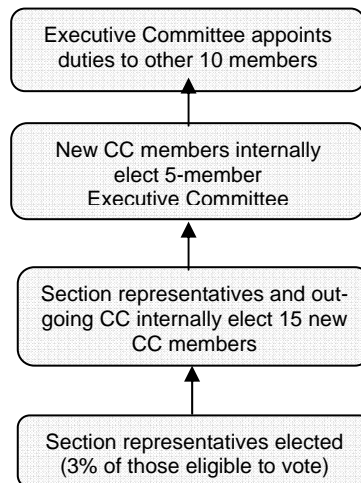 Executive Committee appoints
duties to other 10 members
New CC members internally
elect 5-member
Executive Committee
Section representatives and out-
going CC internally elect 15 new
CC members
Section representatives elected
(3% of those eligible to vote)